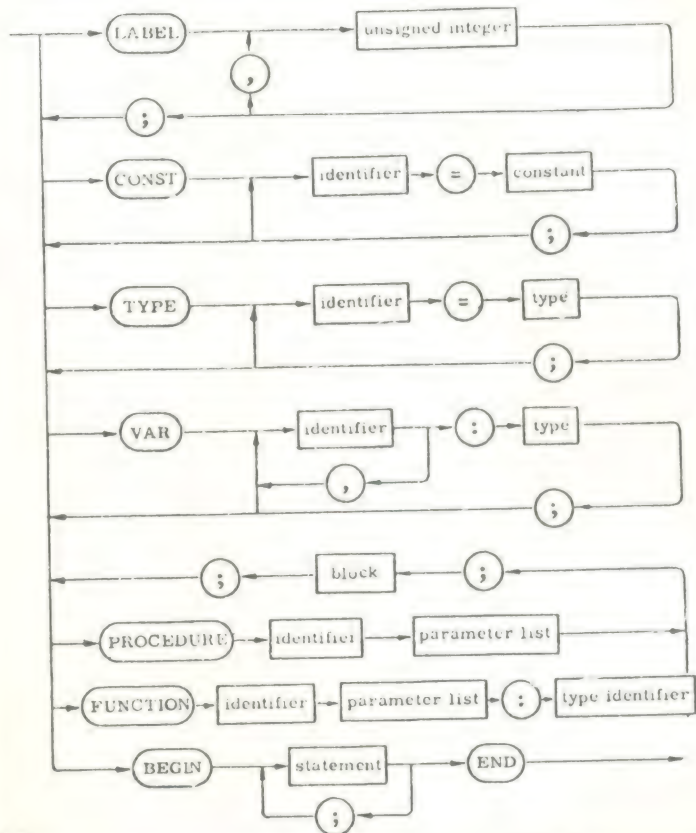 LABEL unsigned integer
,
;
CONST identifier = constant
;
TYPE identifier = type
;
VAR identifier : type
,
;
; block ;
PROCEDURE identifier parameter list
FUNCTION identifier parameter list : type identifier
BEGIN statement END
;